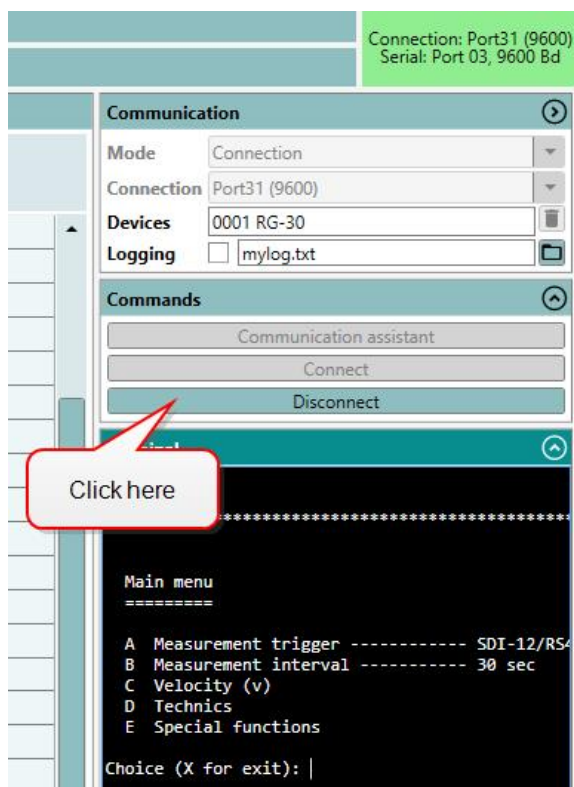 Connection: Port31 (9600)
Serial: Port 03, 9600 Bd
Communication
Mode Connection
Connection Port31 (9600)
Devices 0001 RG-30
Logging mylog.txt
Commands
Communication assistant
Connect
Disconnect
Click here
****************************************
Main menu
=========
A Measurement trigger ------------ SDI-12/RS4
B Measurement interval ----------- 30 sec
C Velocity (v)
D Technics
E Special functions
Choice (X for exit): |